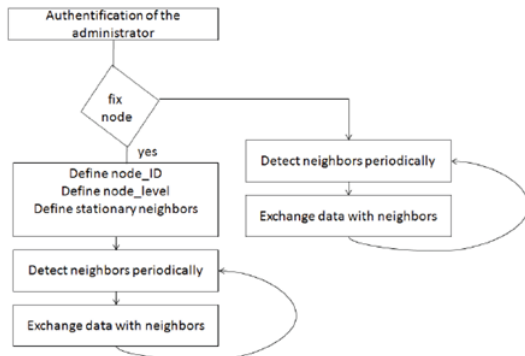 Authentification of the
administrator
fix
node
yes
Define node_ID
Define node_level
Define stationary neighbors
Detect neighbors periodically
Exchange data with neighbors
Detect neighbors periodically
Exchange data with neighbors